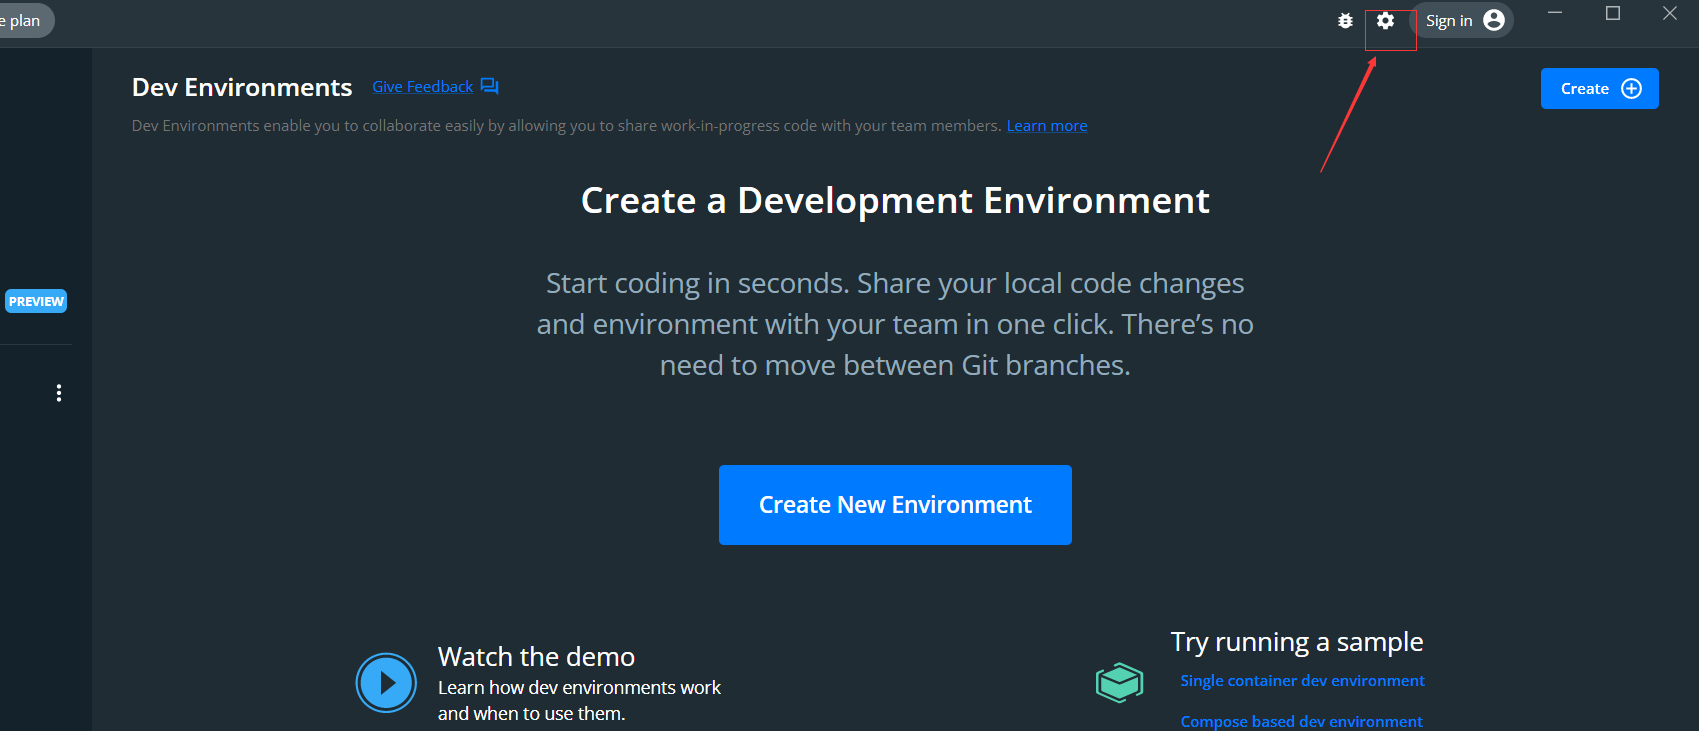 e plan
Sign in
Dev Environments Give Feedback
Create
Dev Environments enable you to collaborate easily by allowing you to share work-in-progress code with your team members. Learn more
Create a Development Environment
Start coding in seconds. Share your local code changes
and environment with your team in one click. There’s no
need to move between Git branches.
PREVIEW
Create New Environment
Watch the demo
Learn how dev environments work
and when to use them.
Try running a sample
Single container dev environment
Compose based dev environment